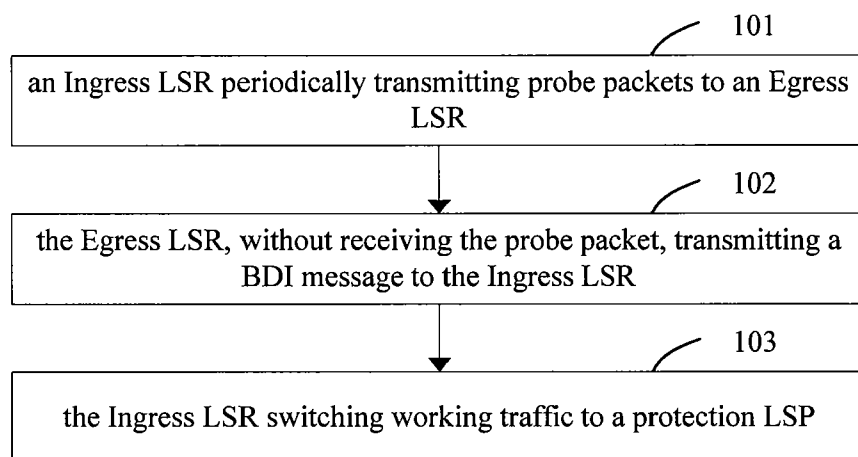 101
an Ingress LSR periodically transmitting probe packets to an Egress
LSR
102
the Egress LSR, without receiving the probe packet, transmitting a
BDI message to the Ingress LSR
103
the Ingress LSR switching working traffic to a protection LSP